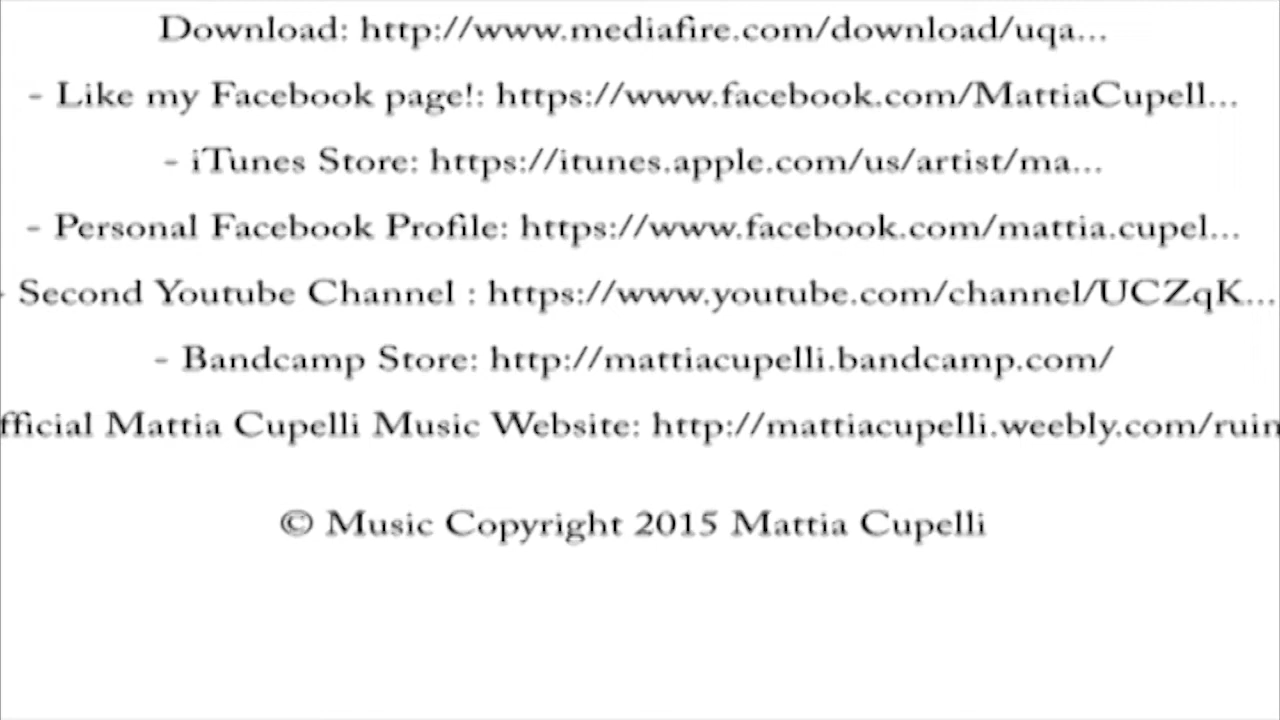 Download: http://www.mediafire.com/download/uqa...
- Like my Facebook page!: https://www.facebook.com/MattiaCupell...
- iTunes Store: https://itunes.apple.com/us/artist/ma...
- Personal Facebook Profile: https://www.facebook.com/mattia.cupel...
- Second Youtube Channel : https://www.youtube.com/channel/UCZqK...
- Bandcamp Store: http://mattiacupelli.bandcamp.com/
fficial Mattia Cupelli Music Website: http://mattiacupelli.weebly.com/ruin
© Music Copyright 2015 Mattia Cupelli